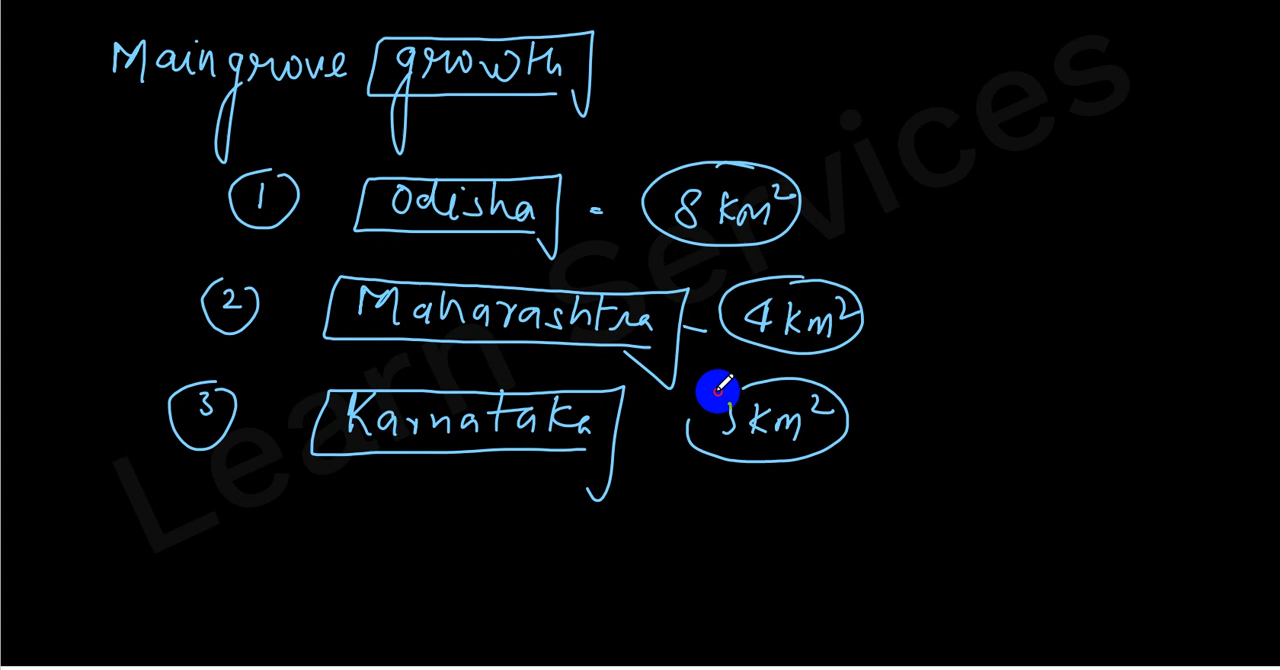 Maingrove growth
1 Odisha - 8 km²
2 Maharashtra - 4 km²
3 Karnataka 3 km²
Learn Services